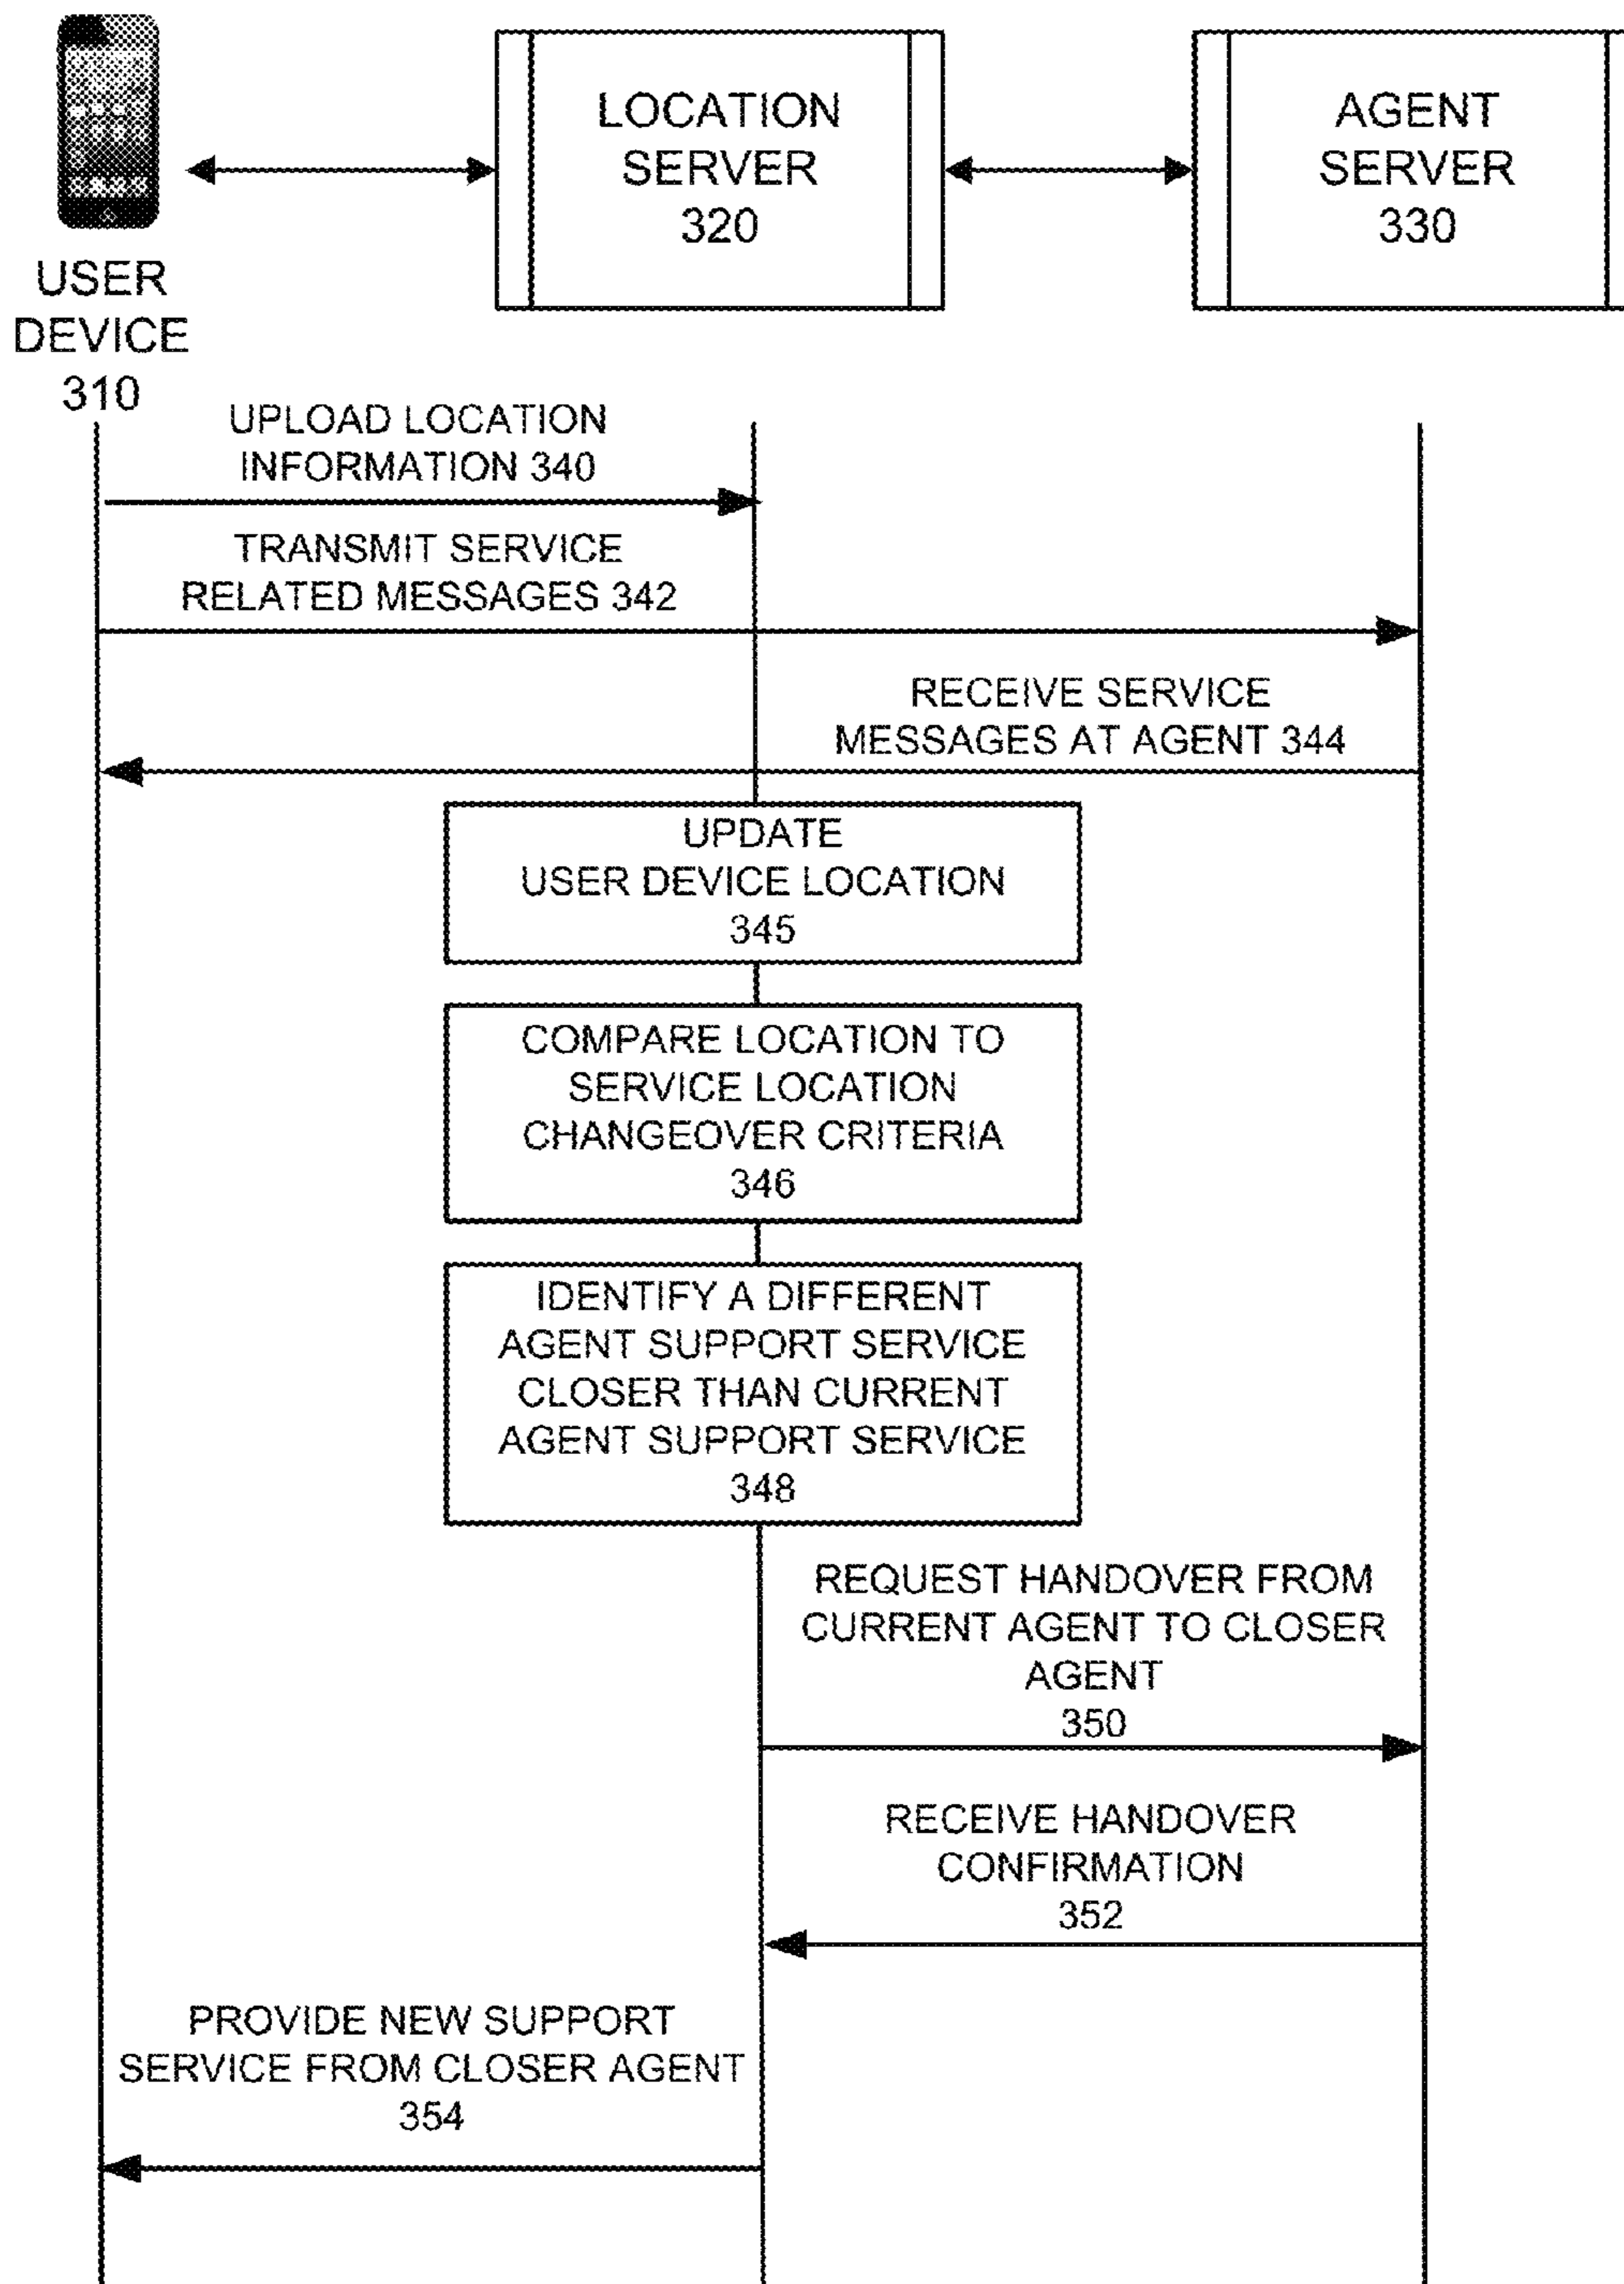 LOCATION
SERVER
320
AGENT
SERVER
330
USER
DEVICE
310
UPLOAD LOCATION
INFORMATION 340
TRANSMIT SERVICE
RELATED MESSAGES 342
RECEIVE SERVICE
MESSAGES AT AGENT 344
UPDATE
USER DEVICE LOCATION
345
COMPARE LOCATION TO
SERVICE LOCATION
CHANGEOVER CRITERIA
346
IDENTIFY A DIFFERENT
AGENT SUPPORT SERVICE
CLOSER THAN CURRENT
AGENT SUPPORT SERVICE
348
REQUEST HANDOVER FROM
CURRENT AGENT TO CLOSER
AGENT
350
RECEIVE HANDOVER
CONFIRMATION
352
PROVIDE NEW SUPPORT
SERVICE FROM CLOSER AGENT
354